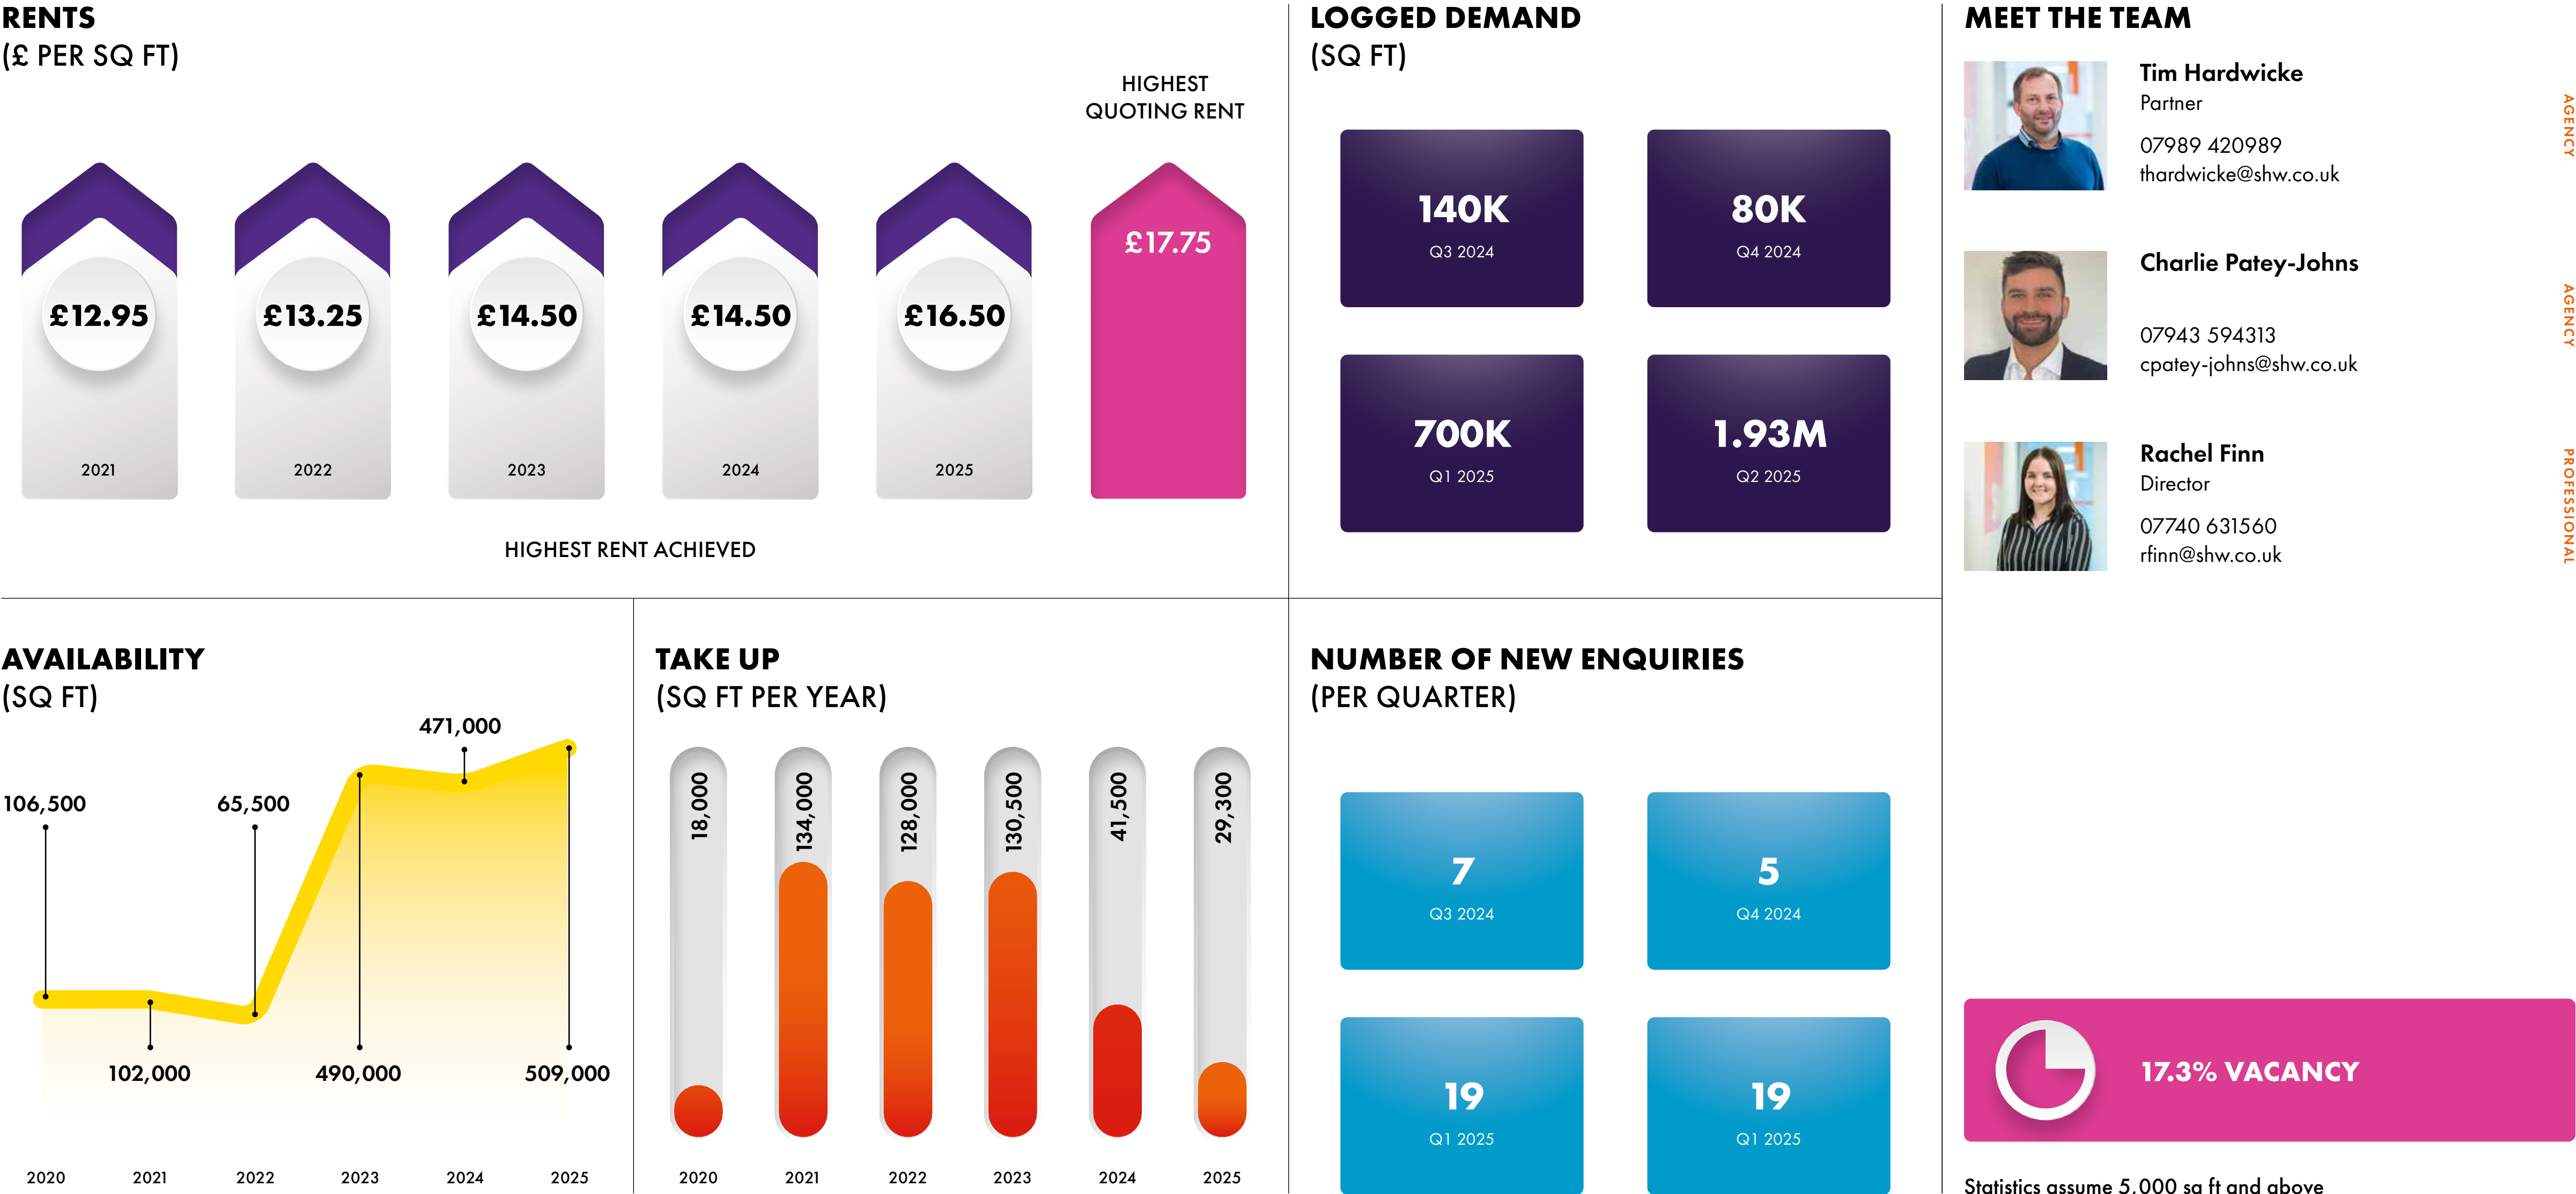 RENTS
(£ PER SQ FT)
HIGHEST
QUOTING RENT
£12.95
£13.25
£14.50
£14.50
£16.50
£17.75
2021
2022
2023
2024
2025
HIGHEST RENT ACHIEVED
LOGGED DEMAND
(SQ FT)
140K
Q3 2024
80K
Q4 2024
700K
Q1 2025
1.93M
Q2 2025
MEET THE TEAM
Tim Hardwicke
Partner
07989 420989
thardwicke@shw.co.uk
AGENCY
Charlie Patey-Johns
07943 594313
cpatey-johns@shw.co.uk
AGENCY
Rachel Finn
Director
07740 631560
rfinn@shw.co.uk
PROFESSIONAL
AVAILABILITY
(SQ FT)
106,500
102,000
65,500
490,000
471,000
509,000
2020
2021
2022
2023
2024
2025
TAKE UP
(SQ FT PER YEAR)
18,000
134,000
128,000
130,500
41,500
29,300
2020
2021
2022
2023
2024
2025
NUMBER OF NEW ENQUIRIES
(PER QUARTER)
7
Q3 2024
5
Q4 2024
19
Q1 2025
19
Q1 2025
17.3% VACANCY
Statistics assume 5,000 sq ft and above